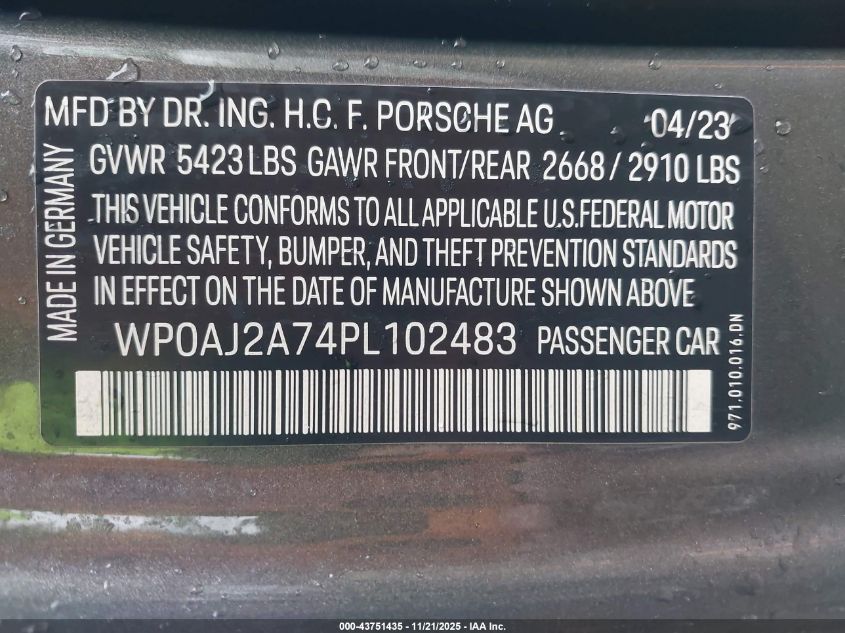 MFD BY DR. ING. H.C. F. PORSCHE AG 04/23
GVWR 5423 LBS GAWR FRONT/REAR 2668 / 2910 LBS
THIS VEHICLE CONFORMS TO ALL APPLICABLE U.S.FEDERAL MOTOR
VEHICLE SAFETY, BUMPER, AND THEFT PREVENTION STANDARDS
IN EFFECT ON THE DATE OF MANUFACTURE SHOWN ABOVE
MADE IN GERMANY
WP0AJ2A74PL102483 PASSENGER CAR
971.010.016.DN
000-43751435 - 11/21/2025 - IAA Inc.